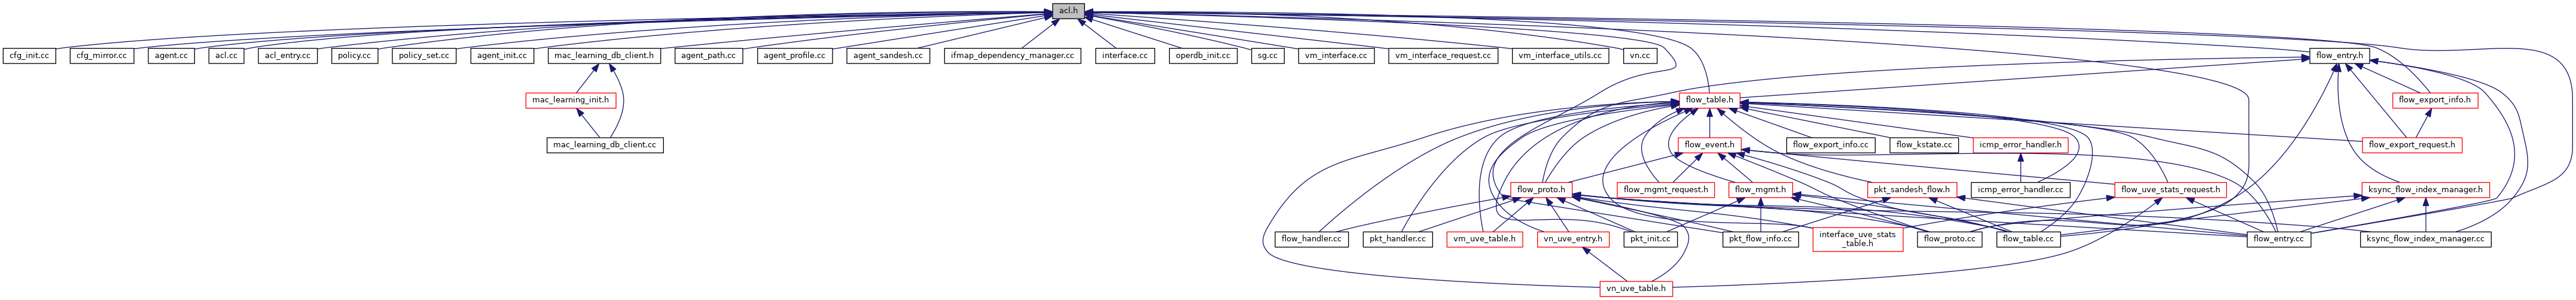 acl.h
cfg_init.cc
cfg_mirror.cc
agent.cc
acl.cc
acl_entry.cc
policy.cc
policy_set.cc
agent_init.cc
mac_learning_db_client.h
agent_path.cc
agent_profile.cc
agent_sandesh.cc
ifmap_dependency_manager.cc
interface.cc
operdb_init.cc
sg.cc
vm_interface.cc
vm_interface_request.cc
vm_interface_utils.cc
vn.cc
flow_entry.h
mac_learning_init.h
flow_table.h
flow_export_info.h
mac_learning_db_client.cc
flow_event.h
flow_export_info.cc
flow_kstate.cc
icmp_error_handler.h
flow_export_request.h
flow_proto.h
flow_mgmt_request.h
flow_mgmt.h
pkt_sandesh_flow.h
icmp_error_handler.cc
flow_uve_stats_request.h
ksync_flow_index_manager.h
flow_handler.cc
pkt_handler.cc
vm_uve_table.h
vn_uve_entry.h
pkt_init.cc
pkt_flow_info.cc
interface_uve_stats
_table.h
flow_proto.cc
flow_table.cc
flow_entry.cc
ksync_flow_index_manager.cc
vn_uve_table.h